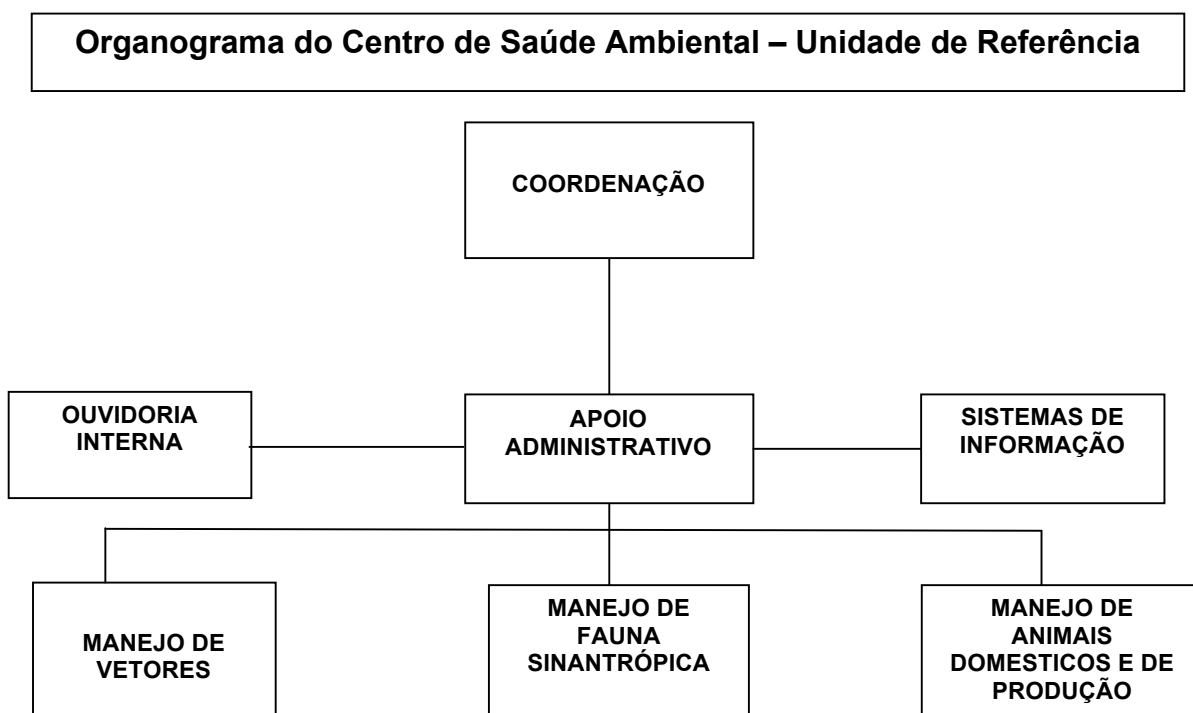 Organograma do Centro de Saúde Ambiental – Unidade de Referência
COORDENAÇÃO
OUVIDORIA
INTERNA
APOIO
ADMINISTRATIVO
SISTEMAS DE
INFORMAÇÃO
MANEJO DE
VETORES
MANEJO DE
FAUNA
SINANTRÓPICA
MANEJO DE
ANIMAIS
DOMESTICOS E DE
PRODUÇÃO